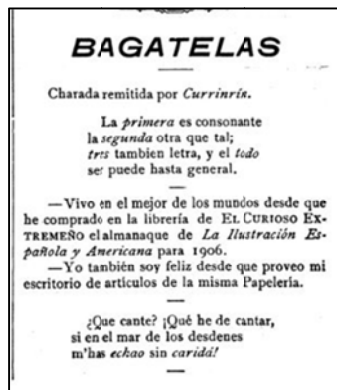 BAGATELAS
Charada remitida por Currinrín.
La primera es consonante
la segunda otra que tal;
tres tambien letra, y el todo
ser puede hasta general.
—Vivo en el mejor de los mundos desde que
he comprado en la librería de EL CURIOSO EX-
TREMEÑO el almanaque de La Ilustración Es-
pañola y Americana para 1906.
—Yo también soy feliz desde que proveo mi
escritorio de artículos de la misma Papelería.
¿Que cante? ¡Qué he de cantar,
si en el mar de los desdenes
m'has echao sin caridá!